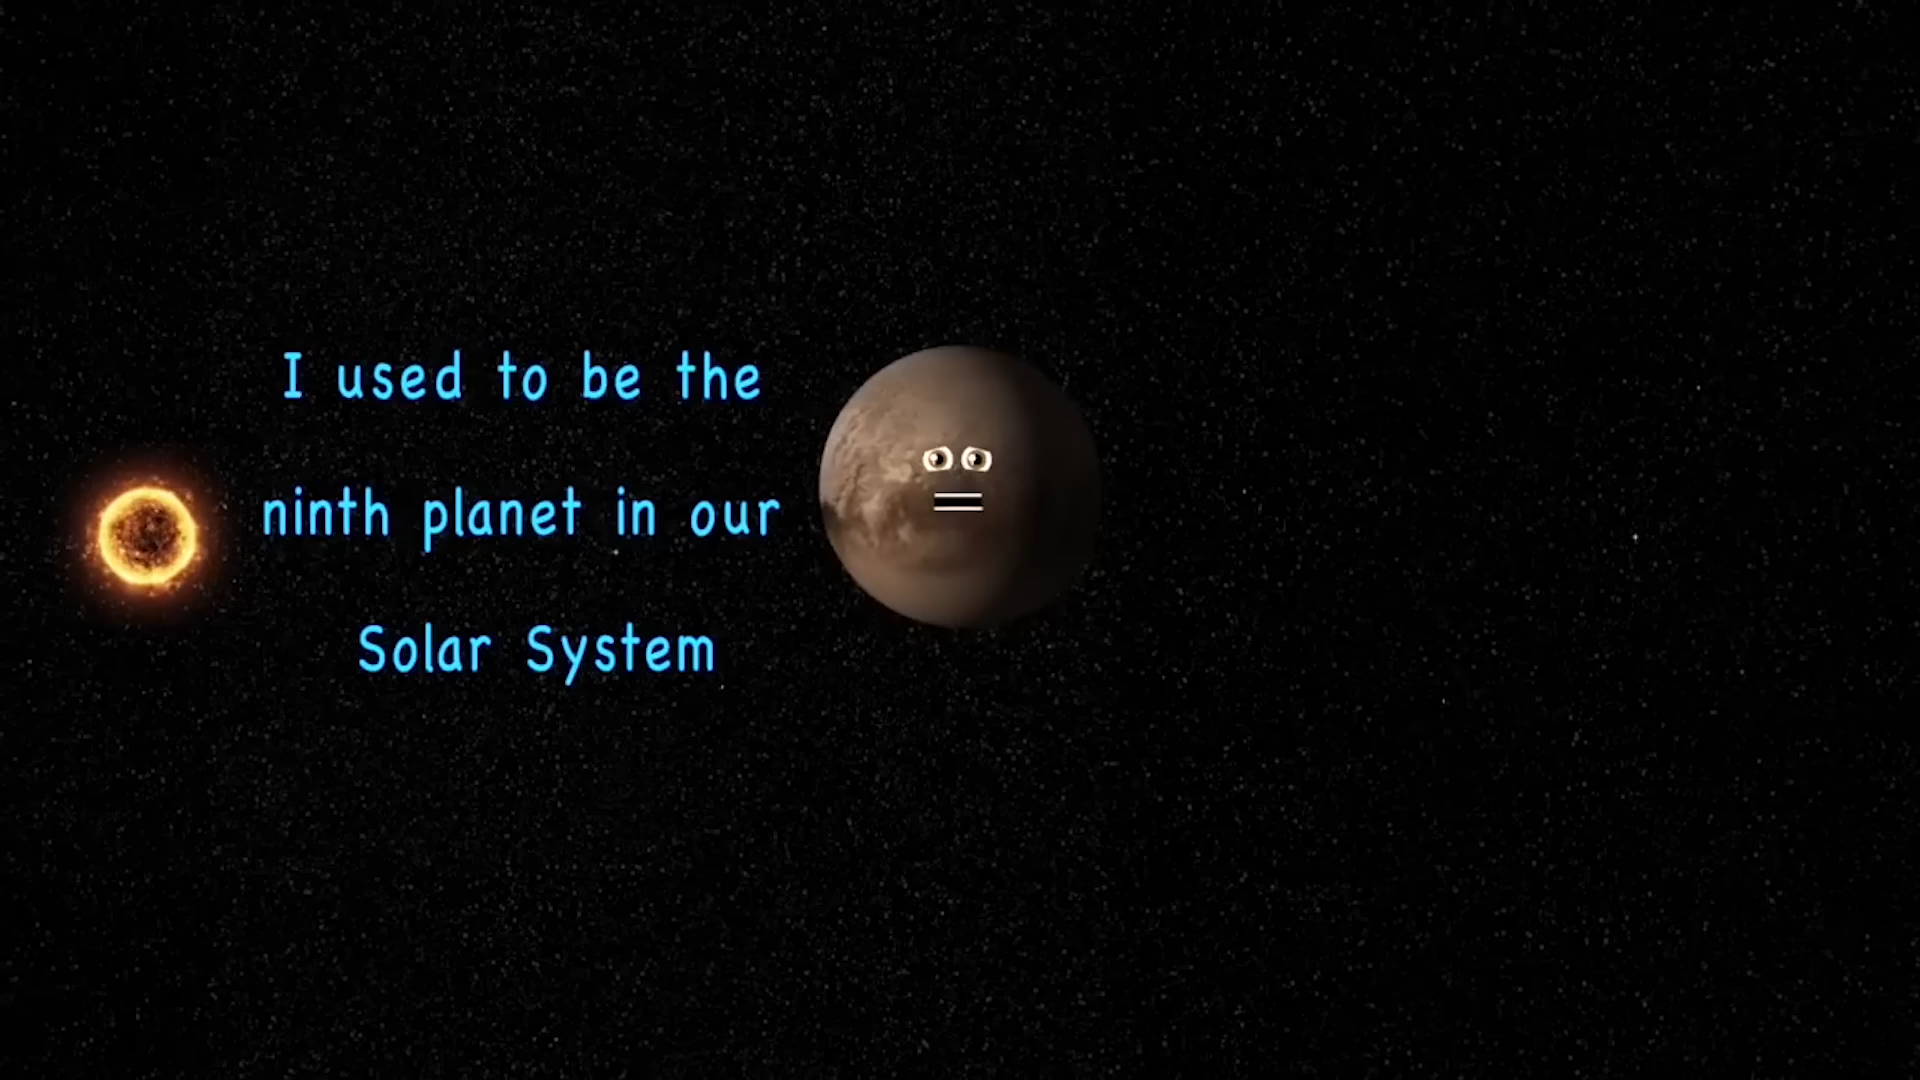 I used to be the
ninth planet in our
Solar System